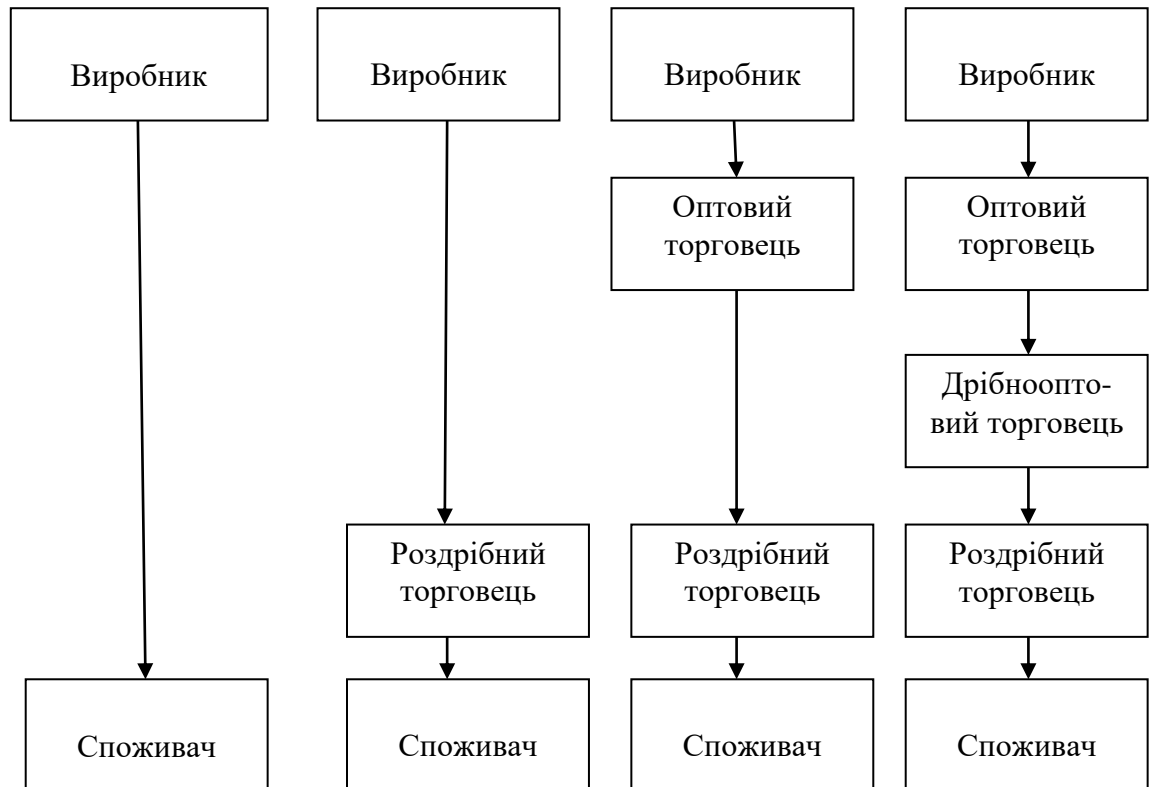 Виробник
Виробник
Виробник
Виробник
Оптовий
торговець
Оптовий
торговець
Дрібноопто-
вий торговець
Роздрібний
торговець
Роздрібний
торговець
Роздрібний
торговець
Споживач
Споживач
Споживач
Споживач